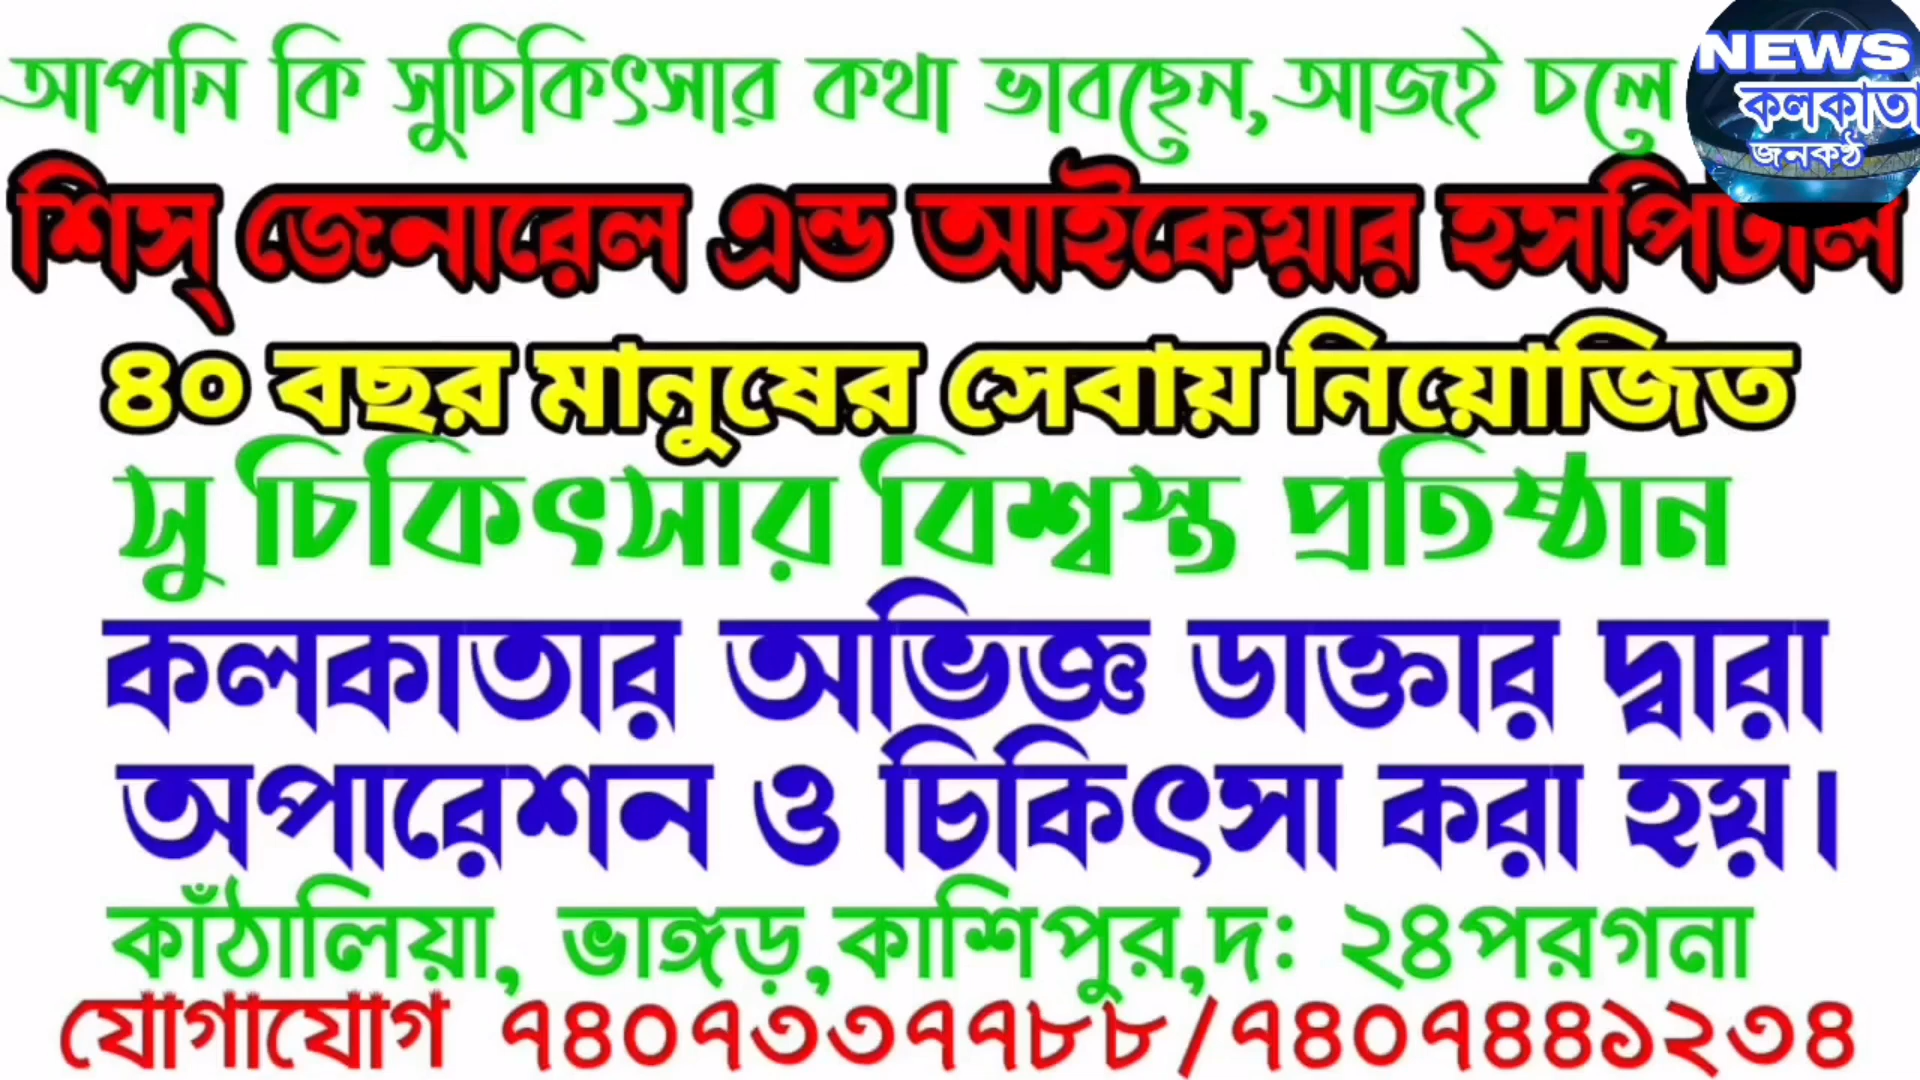 আপনি কি সুচিকিৎসার কথা ভাবছেন,আজই চলে
NEWS
কলকাতা
জনকন্ঠ
শিস্ জেনারেল এন্ড আইকেয়ার হসপিটাল
৪০ বছর মানুষের সেবায় নিয়োজিত
সু চিকিৎসার বিশ্বস্ত প্রতিষ্ঠান
কলকাতার অভিজ্ঞ ডাক্তার দ্বারা
অপারেশন ও চিকিৎসা করা হয়।
কাঁঠালিয়া, ভাঙ্গড়,কাশিপুর,দঃ ২৪পরগনা
যোগাযোগ ৭৪০৭৩৩৭৭৮৮/৭৪০৭৪৪১২৩৪